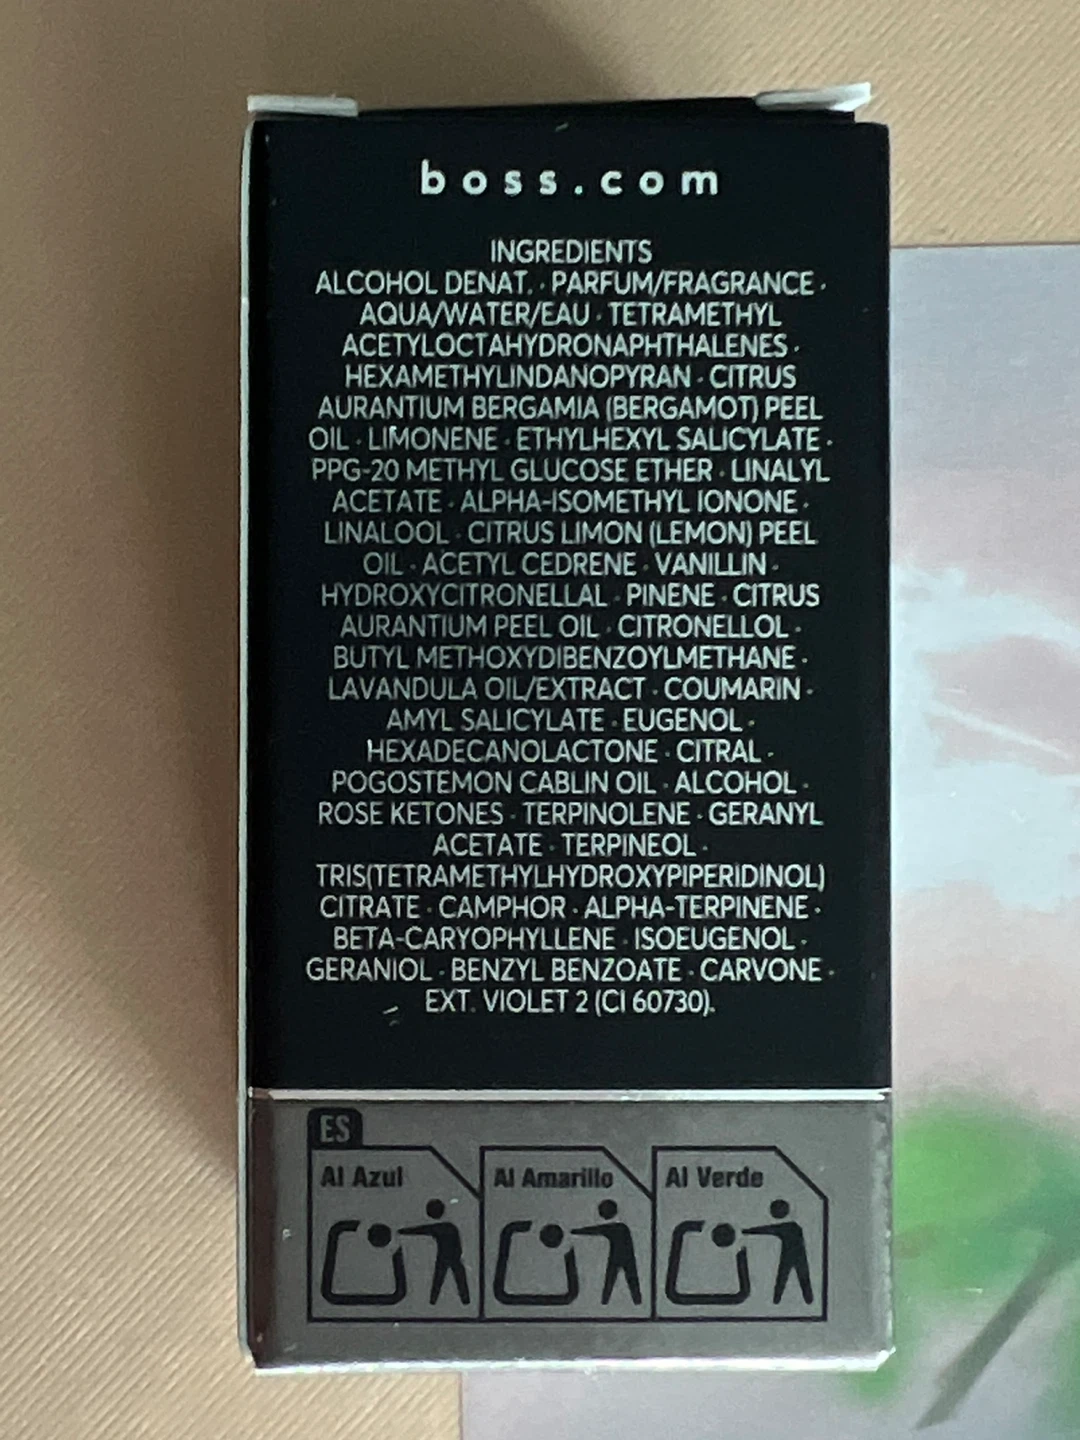 boss.com
INGREDIENTS
ALCOHOL DENAT. · PARFUM/FRAGRANCE ·
AQUA/WATER/EAU · TETRAMETHYL
ACETYLOCTAHYDRONAPHTHALENES ·
HEXAMETHYLINDANOPYRAN · CITRUS
AURANTIUM BERGAMIA (BERGAMOT) PEEL
OIL · LIMONENE · ETHYLHEXYL SALICYLATE ·
PPG-20 METHYL GLUCOSE ETHER · LINALYL
ACETATE · ALPHA-ISOMETHYL IONONE ·
LINALOOL · CITRUS LIMON (LEMON) PEEL
OIL · ACETYL CEDRENE · VANILLIN ·
HYDROXYCITRONELLAL · PINENE · CITRUS
AURANTIUM PEEL OIL · CITRONELLOL ·
BUTYL METHOXYDIBENZOYLMETHANE ·
LAVANDULA OIL/EXTRACT · COUMARIN ·
AMYL SALICYLATE · EUGENOL ·
HEXADECANOLACTONE · CITRAL ·
POGOSTEMON CABLIN OIL · ALCOHOL ·
ROSE KETONES · TERPINOLENE · GERANYL
ACETATE · TERPINEOL ·
TRIS(TETRAMETHYLHYDROXYPIPERIDINOL)
CITRATE · CAMPHOR · ALPHA-TERPINENE ·
BETA-CARYOPHYLLENE · ISOEUGENOL ·
GERANIOL · BENZYL BENZOATE · CARVONE ·
EXT. VIOLET 2 (CI 60730).
ES
Al Azul Al Amarillo Al Verde